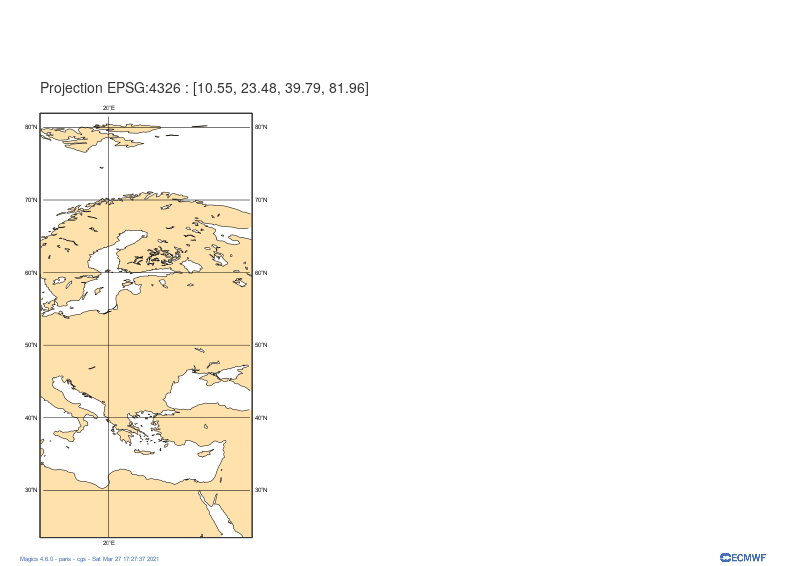 Projection EPSG:4326 : [10.55, 23.48, 39.79, 81.96]
20°E
80°N 80°N
70°N 70°N
60°N 60°N
50°N 50°N
40°N 40°N
30°N 30°N
20°E
Magics 4.6.0 - paris - cgs - Sat Mar 27 17:27:37 2021
ECMWF